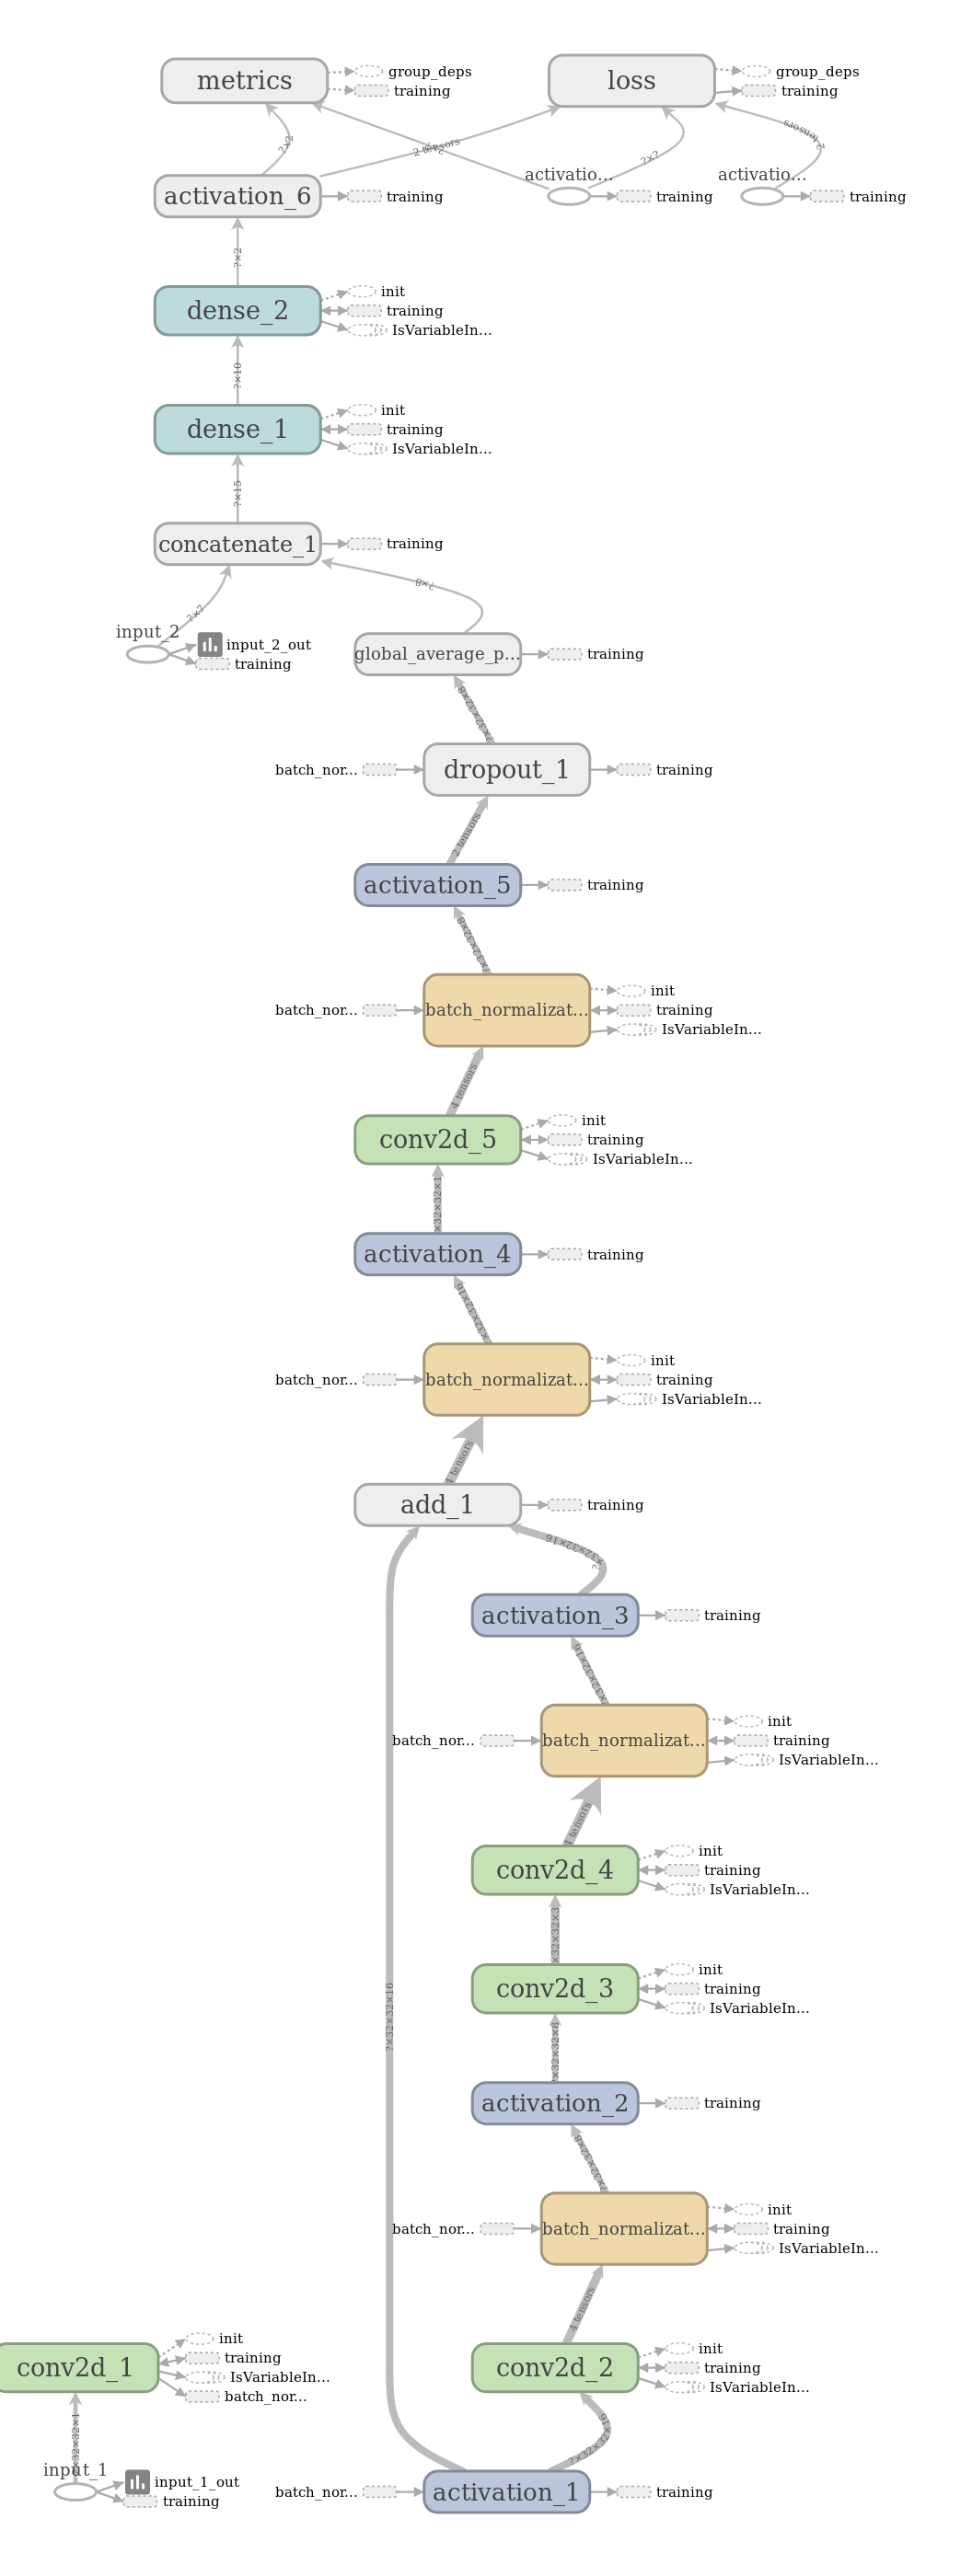 metrics
group_deps
training
loss
group_deps
training
?×2
2 tensors
?×2
?×2
2 tensors
activation_6
training
activatio...
training
activatio...
training
?×2
dense_2
init
training
IsVariableIn...
?×10
dense_1
init
training
IsVariableIn...
?×15
concatenate_1
training
?×7
?×8
input_2
input_2_out
training
global_average_p...
training
?×32×32×8
batch_nor...
dropout_1
training
2 tensors
activation_5
training
?×32×32×8
batch_nor...
batch_normalizat...
init
training
IsVariableIn...
4 tensors
conv2d_5
init
training
IsVariableIn...
×32×32×1
activation_4
training
×32×32×16
batch_nor...
batch_normalizat...
init
training
IsVariableIn...
4 tensors
add_1
training
?×32×32×16
activation_3
training
?×32×32×16
batch_nor...
batch_normalizat...
init
training
IsVariableIn...
4 tensors
conv2d_4
init
training
IsVariableIn...
×32×32×3
conv2d_3
init
training
IsVariableIn...
?×32×32×16
?×32×32×8
activation_2
training
?×32×32×8
batch_nor...
batch_normalizat...
init
training
IsVariableIn...
4 tensors
conv2d_1
init
training
IsVariableIn...
batch_nor...
conv2d_2
init
training
IsVariableIn...
×32×32×1
?×32×32×16
input_1
input_1_out
training
batch_nor...
activation_1
training